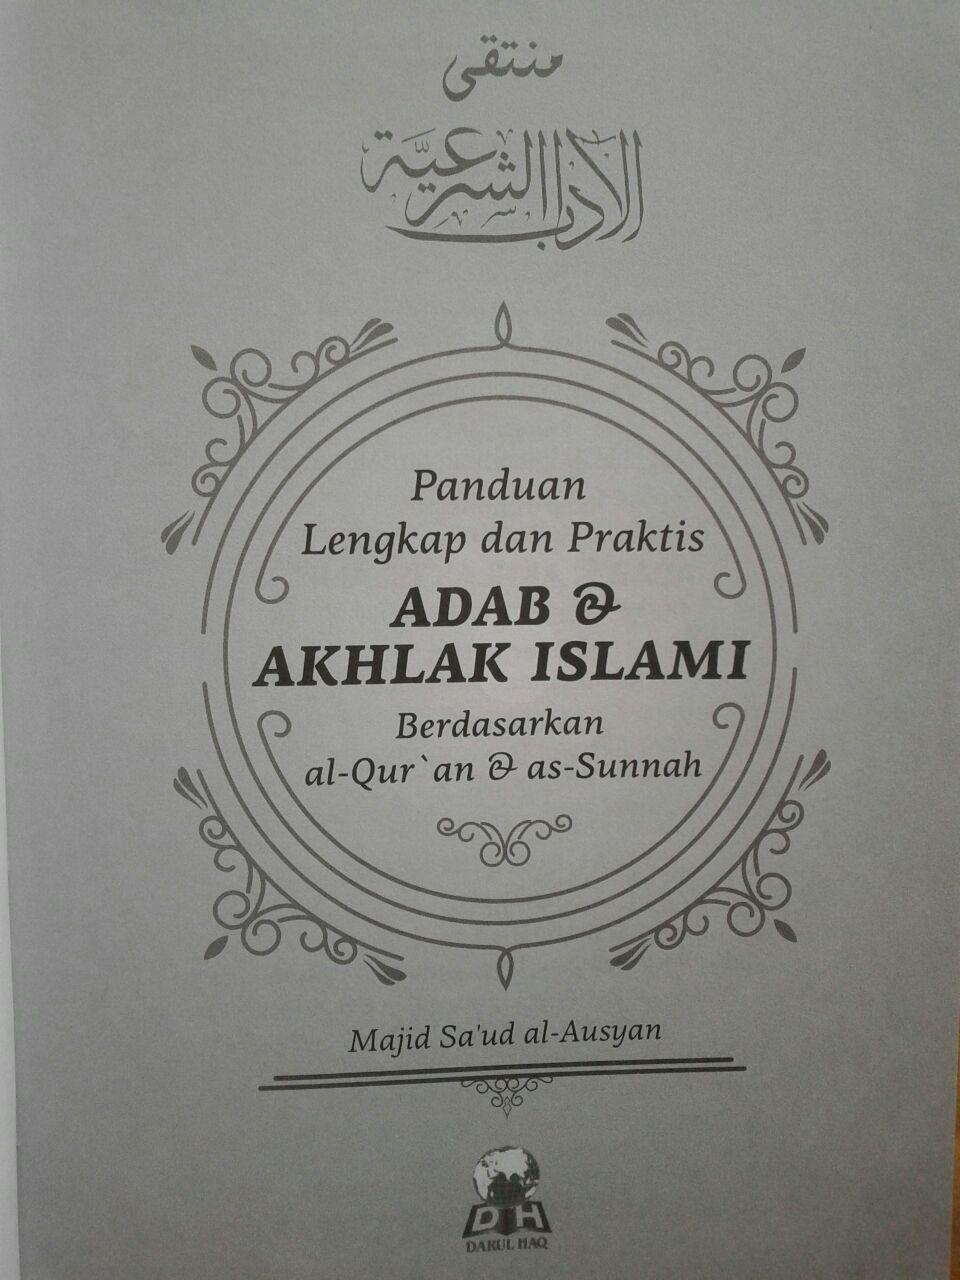 منتقى
الآداب الشرعية
Panduan
Lengkap dan Praktis
ADAB &
AKHLAK ISLAMI
Berdasarkan
al-Qur`an & as-Sunnah
Majid Sa'ud al-Ausyan
DH
DARUL HAQ